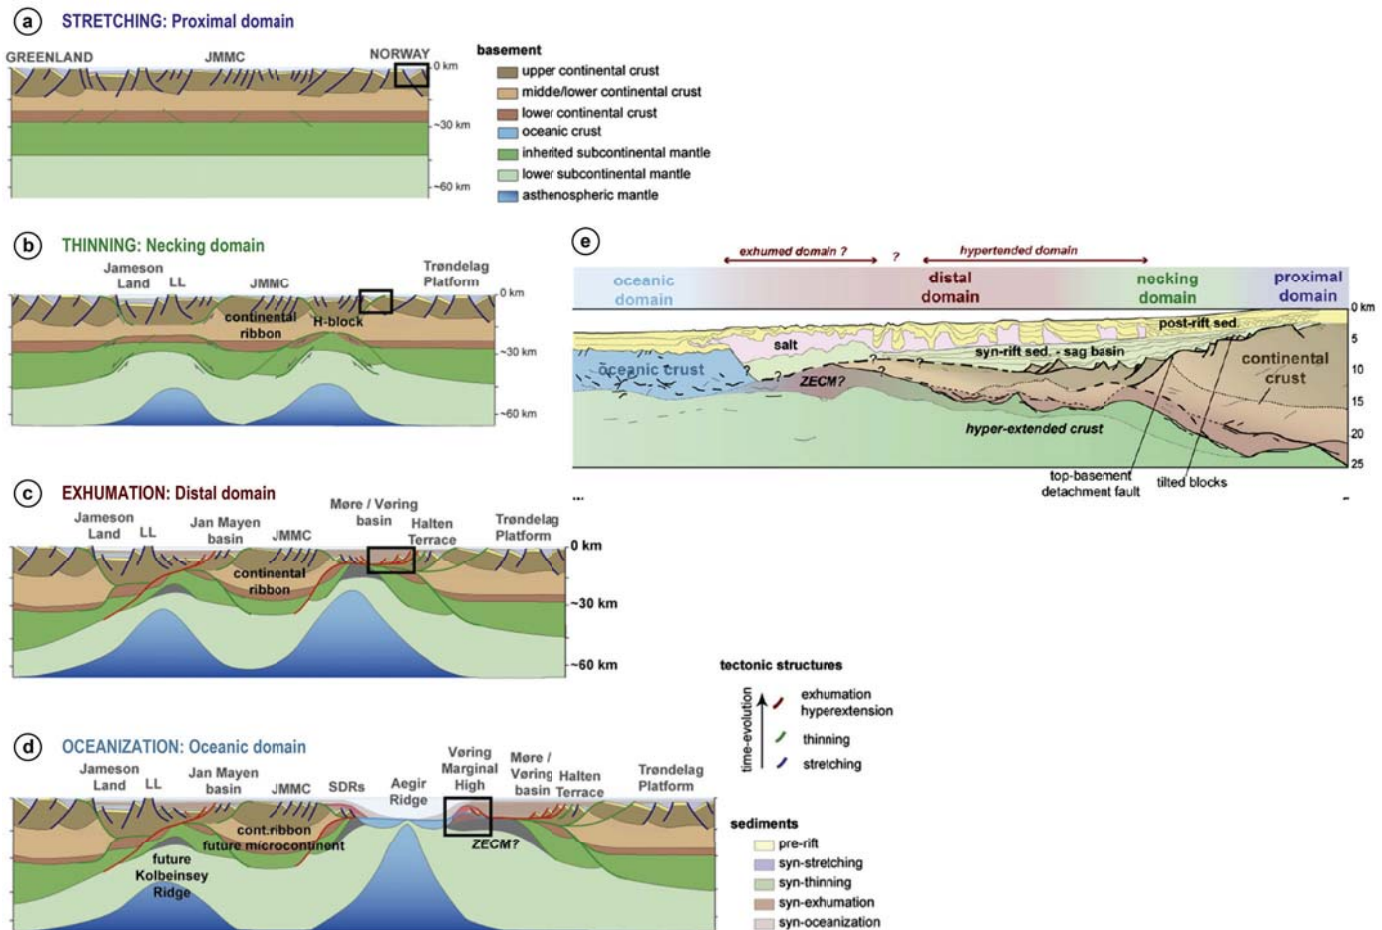 a STRETCHING: Proximal domain
GREENLAND JMMC NORWAY
0 km
~30 km
~60 km
basement
upper continental crust
midde/lower continental crust
lower continental crust
oceanic crust
inherited subcontinental mantle
lower subcontinental mantle
asthenospheric mantle
b THINNING: Necking domain
Jameson
Land LL JMMC Trøndelag
Platform
0 km
continental
ribbon
H-block
~30 km
~60 km
e
exhumed domain ? ? hypertended domain
oceanic
domain
distal
domain
necking
domain
proximal
domain
0 km
5
10
15
20
25
post-rift sed.
salt
syn-rift sed. - sag basin
oceanic crust
? ? ? ?
ZECM?
continental
crust
hyper-extended crust
top-basement
detachment fault
tilted blocks
c EXHUMATION: Distal domain
Jameson
Land LL Jan Mayen
basin JMMC Møre / Vøring
basin Halten
Terrace Trøndelag
Platform
0 km
continental
ribbon
~30 km
~60 km
tectonic structures
time-evolution
exhumation
hyperextension
thinning
stretching
d OCEANIZATION: Oceanic domain
Jameson
Land LL Jan Mayen
basin JMMC SDRs Aegir
Ridge Vøring
Marginal
High Møre /
Vøring
basin Halten
Terrace Trøndelag
Platform
cont.ribbon
future microcontinent
ZECM?
future
Kolbeinsey
Ridge
sediments
pre-rift
syn-stretching
syn-thinning
syn-exhumation
syn-oceanization